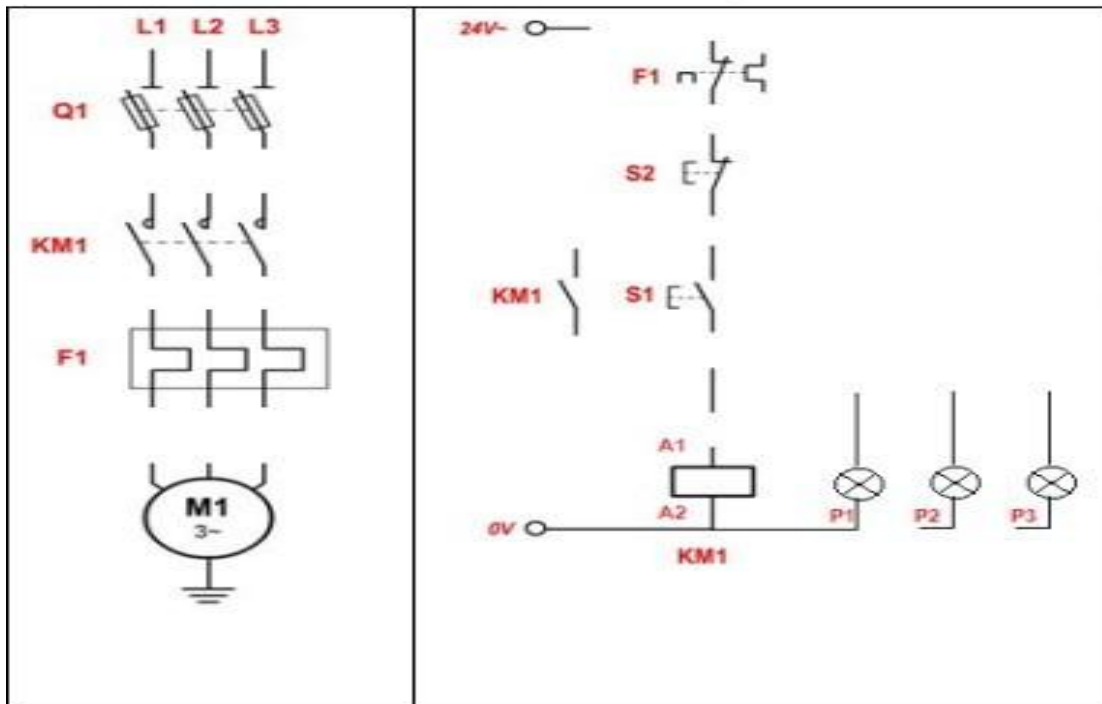 L1 L2 L3
Q1
KM1
F1
M1
3~
24V~
F1
S2
KM1 S1
A1
A2 P1 P2 P3
0V
KM1